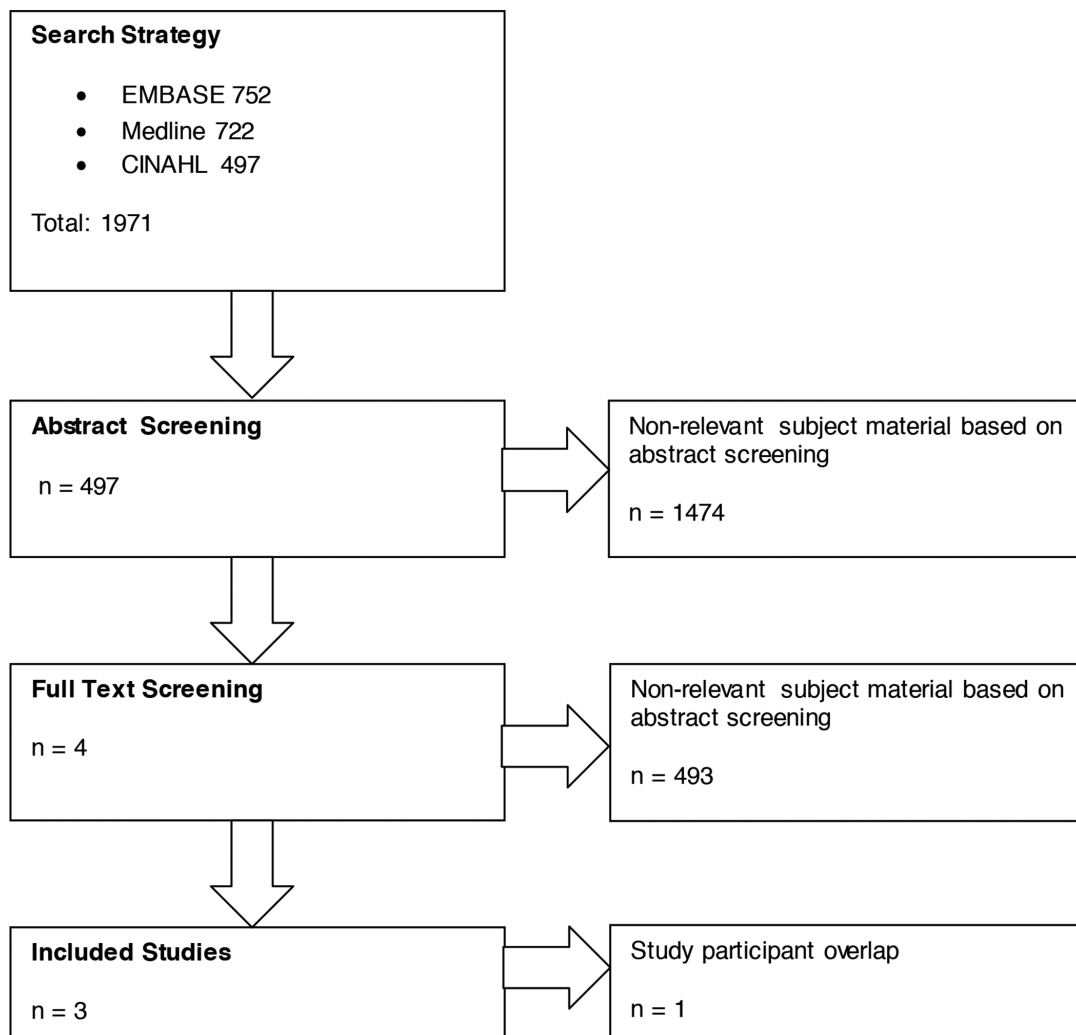 Search Strategy
• EMBASE 752
• Medline 722
• CINAHL 497
Total: 1971
Abstract Screening
n = 497
Non-relevant subject material based on
abstract screening
n = 1474
Full Text Screening
n = 4
Non-relevant subject material based on
abstract screening
n = 493
Included Studies
n = 3
Study participant overlap
n = 1